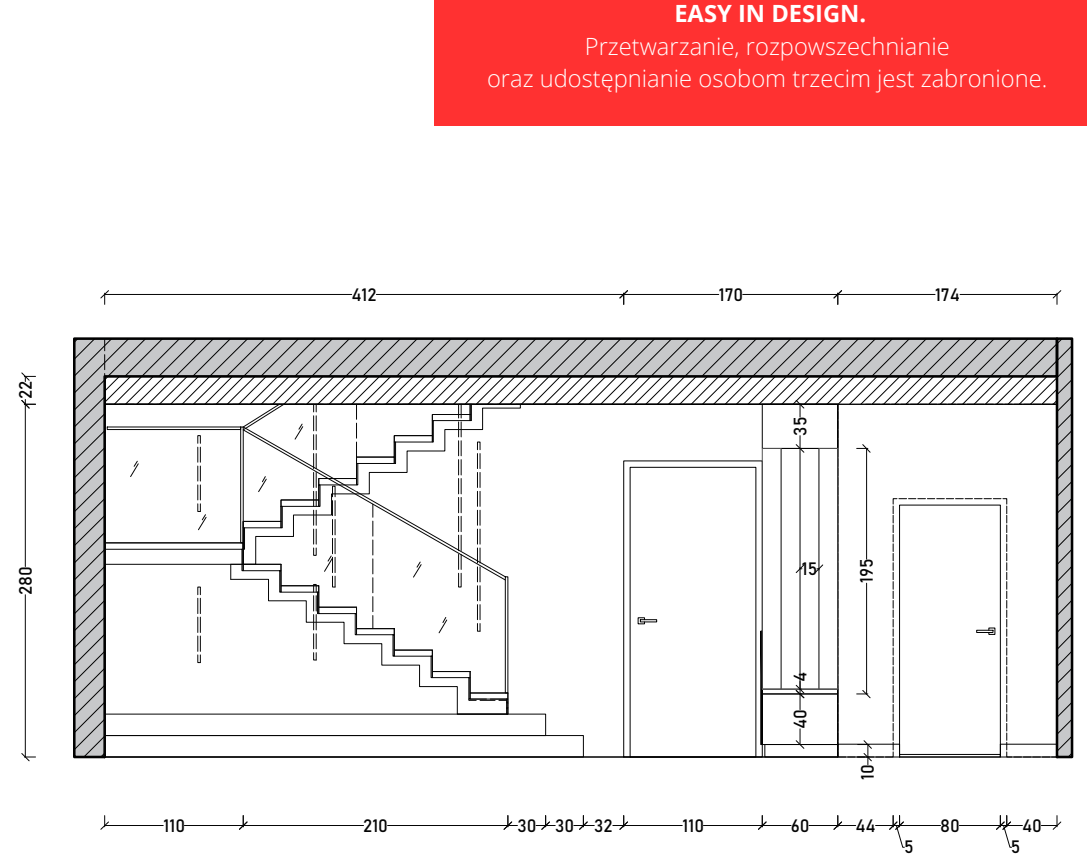 EASY IN DESIGN.
Przetwarzanie, rozpowszechnianie
oraz udostępnianie osobom trzecim jest zabronione.
412 170 174
22
280
35
15
195
4
40
10
110 210 30 30 32 110 60 44 80 40
5 5